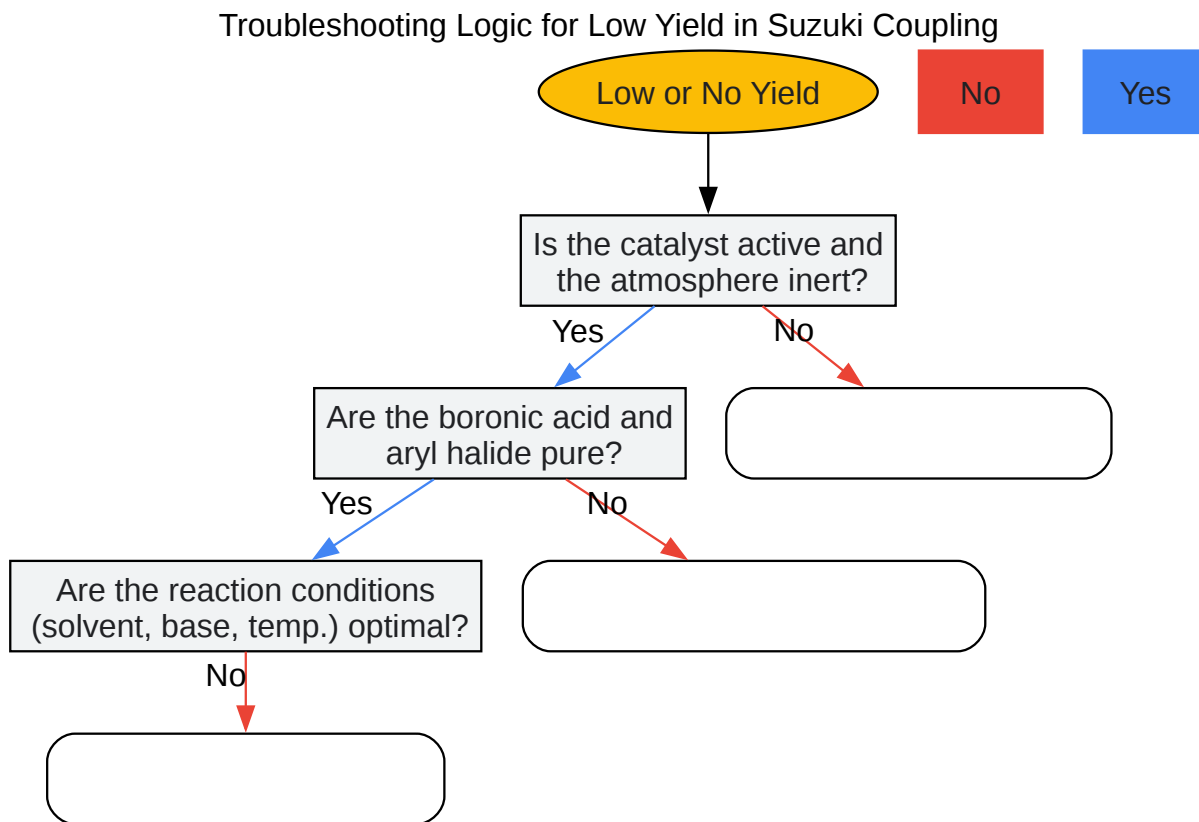 Troubleshooting Logic for Low Yield in Suzuki Coupling
Low or No Yield
No
Yes
Is the catalyst active and
the atmosphere inert?
Yes
No
Are the boronic acid and
aryl halide pure?
Yes
No
Are the reaction conditions
(solvent, base, temp.) optimal?
No